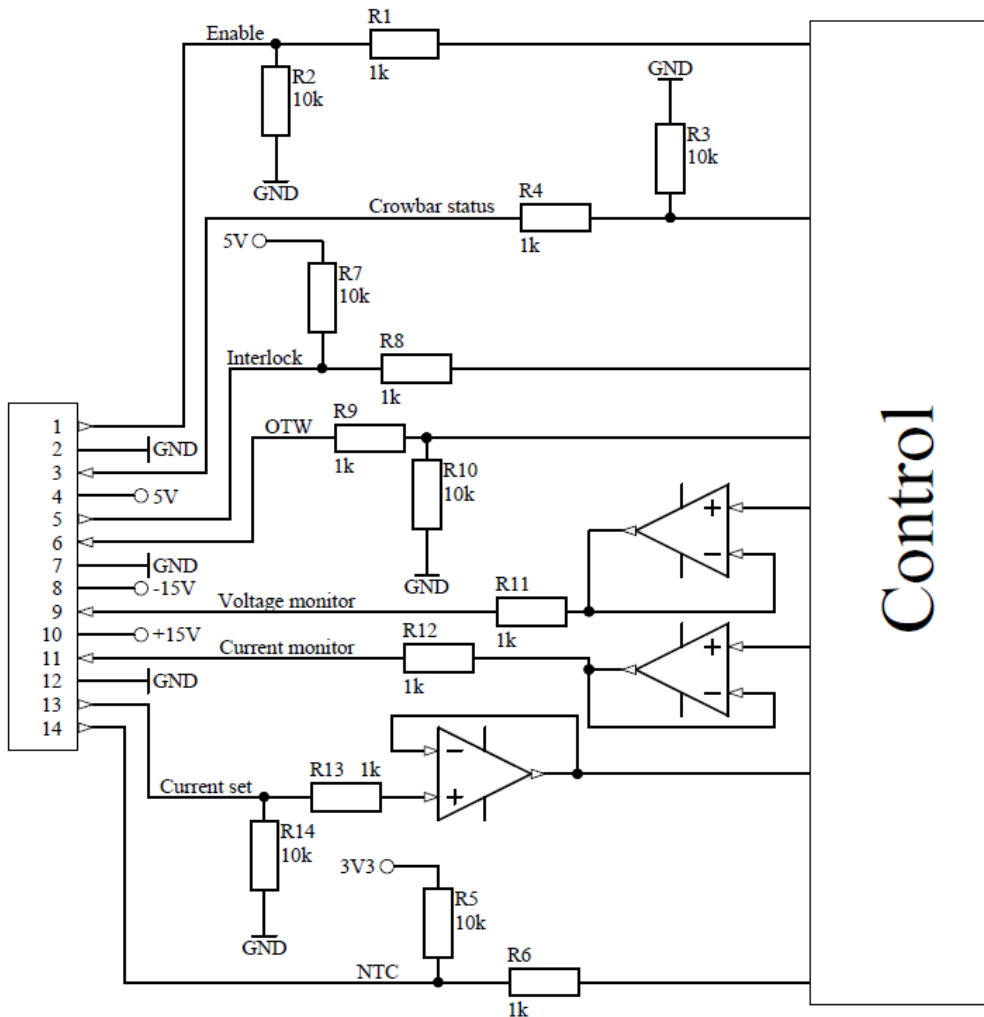 Enable
R1
1k
R2
10k
GND
GND
R3
10k
Crowbar status
R4
1k
5V
R7
10k
Interlock
R8
1k
OTW
R9
1k
R10
10k
GND
1
2
3
4
5
6
7
8
9
10
11
12
13
14
GND
5V
GND
-15V
+15V
GND
Voltage monitor
R11
1k
+
−
Current monitor
R12
1k
+
−
Current set
R13 1k
−
+
R14
10k
GND
3V3
R5
10k
NTC
R6
1k
Control